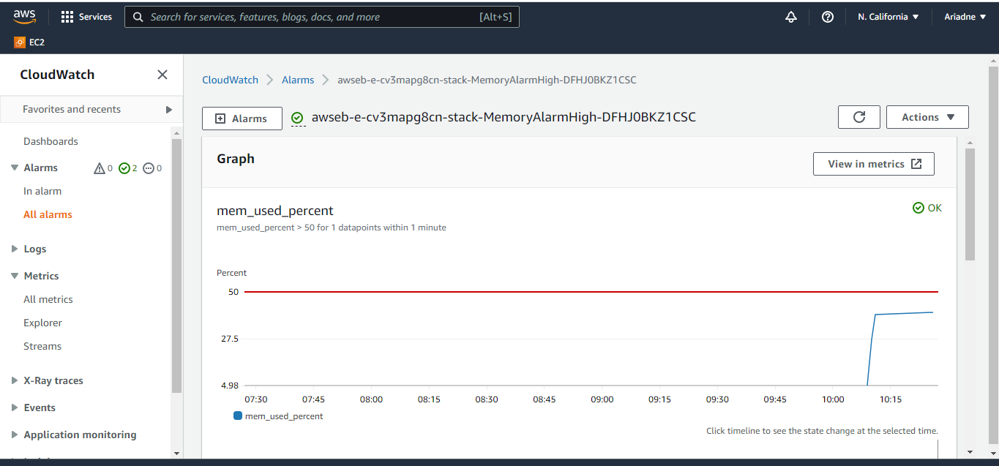 aws
Services
Search for services, features, blogs, docs, and more
[Alt+S]
N. California
Ariadne
EC2
CloudWatch
Favorites and recents
Dashboards
Alarms 0 2 0
In alarm
All alarms
Logs
Metrics
All metrics
Explorer
Streams
X-Ray traces
Events
Application monitoring
CloudWatch
Alarms
awseb-e-cv3mapg8cn-stack-MemoryAlarmHigh-DFHJ0BKZ1CSC
Alarms
awseb-e-cv3mapg8cn-stack-MemoryAlarmHigh-DFHJ0BKZ1CSC
Actions
Graph
View in metrics
mem_used_percent
OK
mem_used_percent > 50 for 1 datapoints within 1 minute
Percent
50
27.5
4.98
07:30 07:45 08:00 08:15 08:30 08:45 09:00 09:15 09:30 09:45 10:00 10:15
mem_used_percent
Click timeline to see the state change at the selected time.